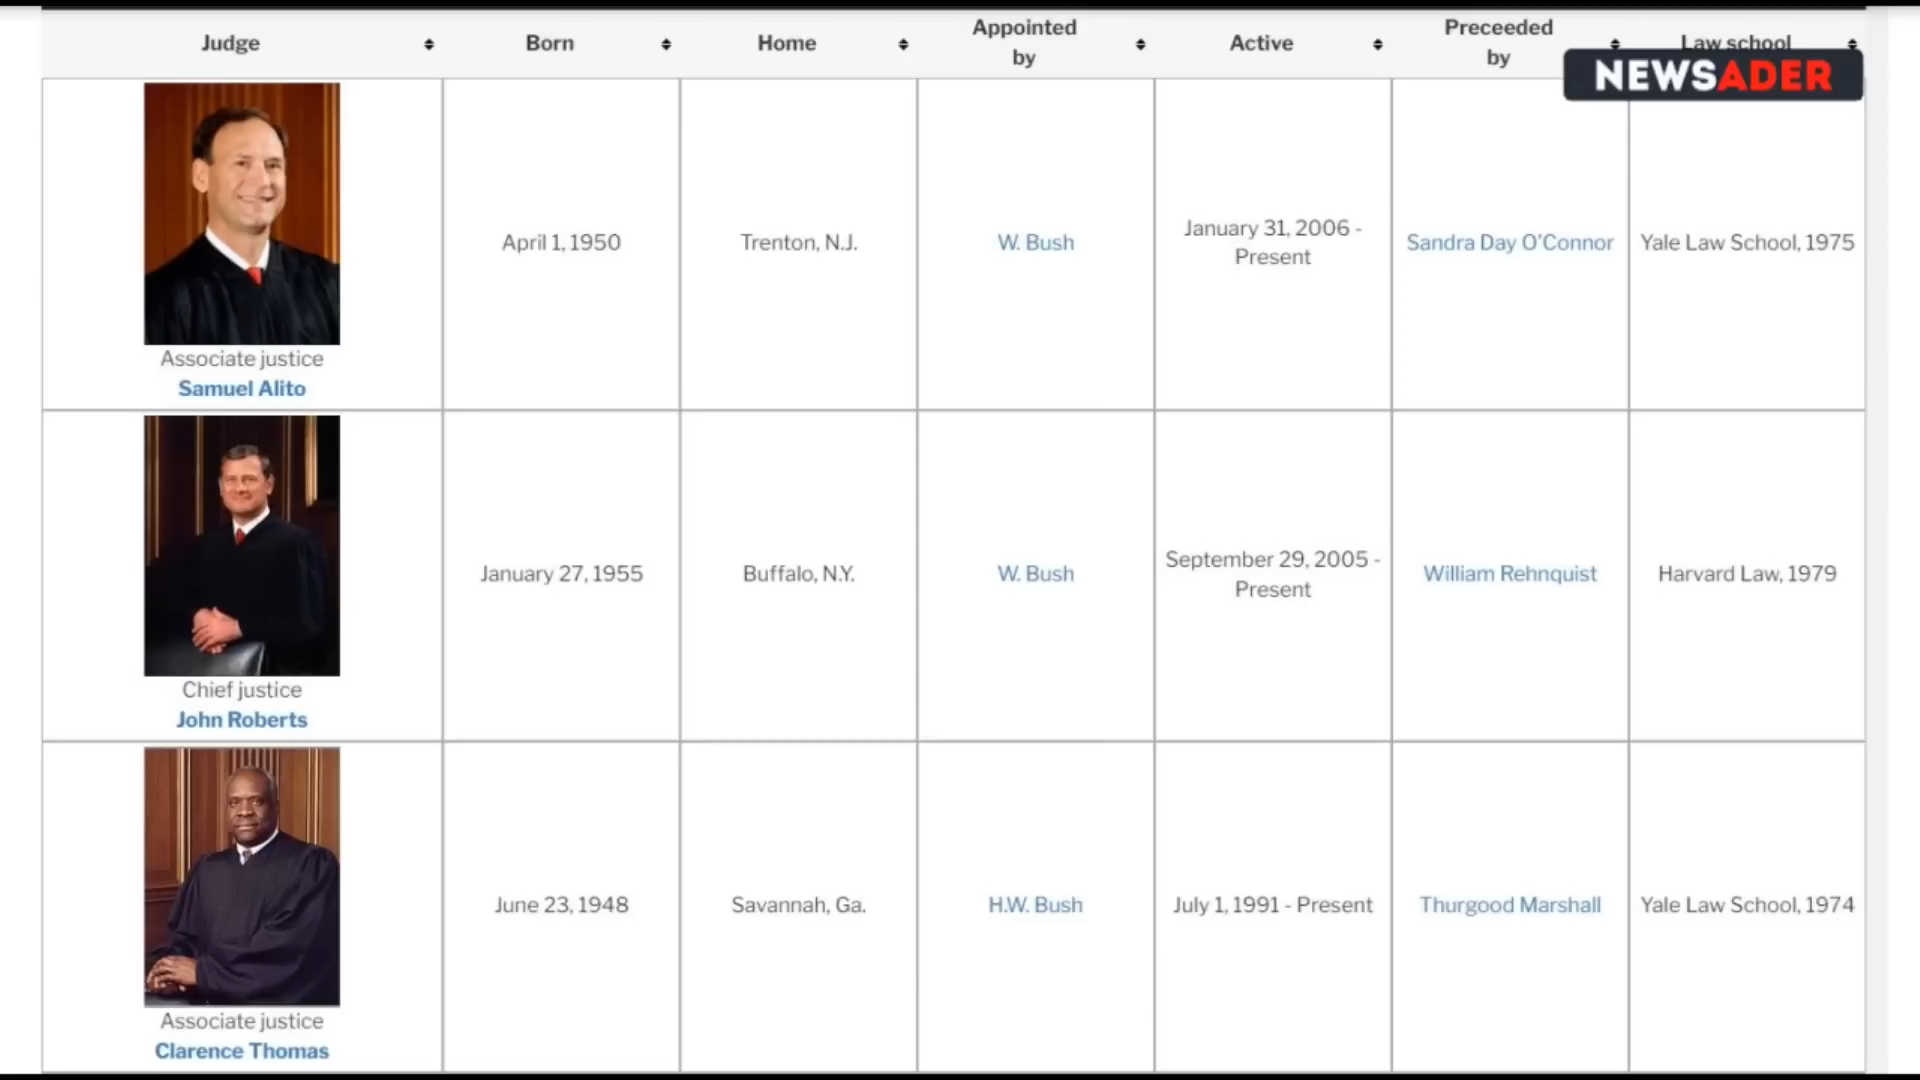 Judge
Born
Home
Appointed
by
Active
Preceeded
by
Law school
NEWSADER
April 1, 1950
Trenton, N.J.
W. Bush
January 31, 2006 -
Present
Sandra Day O'Connor
Yale Law School, 1975
Associate justice
Samuel Alito
January 27, 1955
Buffalo, N.Y.
W. Bush
September 29, 2005 -
Present
William Rehnquist
Harvard Law, 1979
Chief justice
John Roberts
June 23, 1948
Savannah, Ga.
H.W. Bush
July 1, 1991 - Present
Thurgood Marshall
Yale Law School, 1974
Associate justice
Clarence Thomas